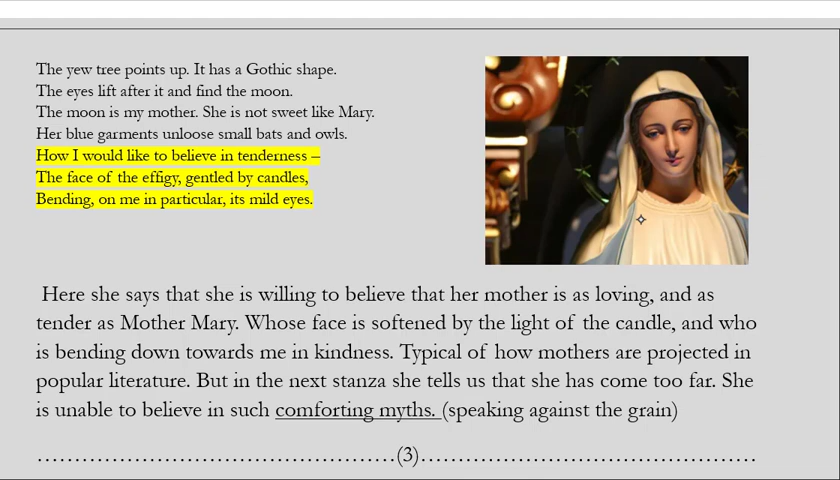 The yew tree points up. It has a Gothic shape.
The eyes lift after it and find the moon.
The moon is my mother. She is not sweet like Mary.
Her blue garments unloose small bats and owls.
How I would like to believe in tenderness –
The face of the effigy, gentled by candles,
Bending, on me in particular, its mild eyes.
Here she says that she is willing to believe that her mother is as loving, and as
tender as Mother Mary. Whose face is softened by the light of the candle, and who
is bending down towards me in kindness. Typical of how mothers are projected in
popular literature. But in the next stanza she tells us that she has come too far. She
is unable to believe in such comforting myths. (speaking against the grain)
……………………………………………(3)…………………………………………